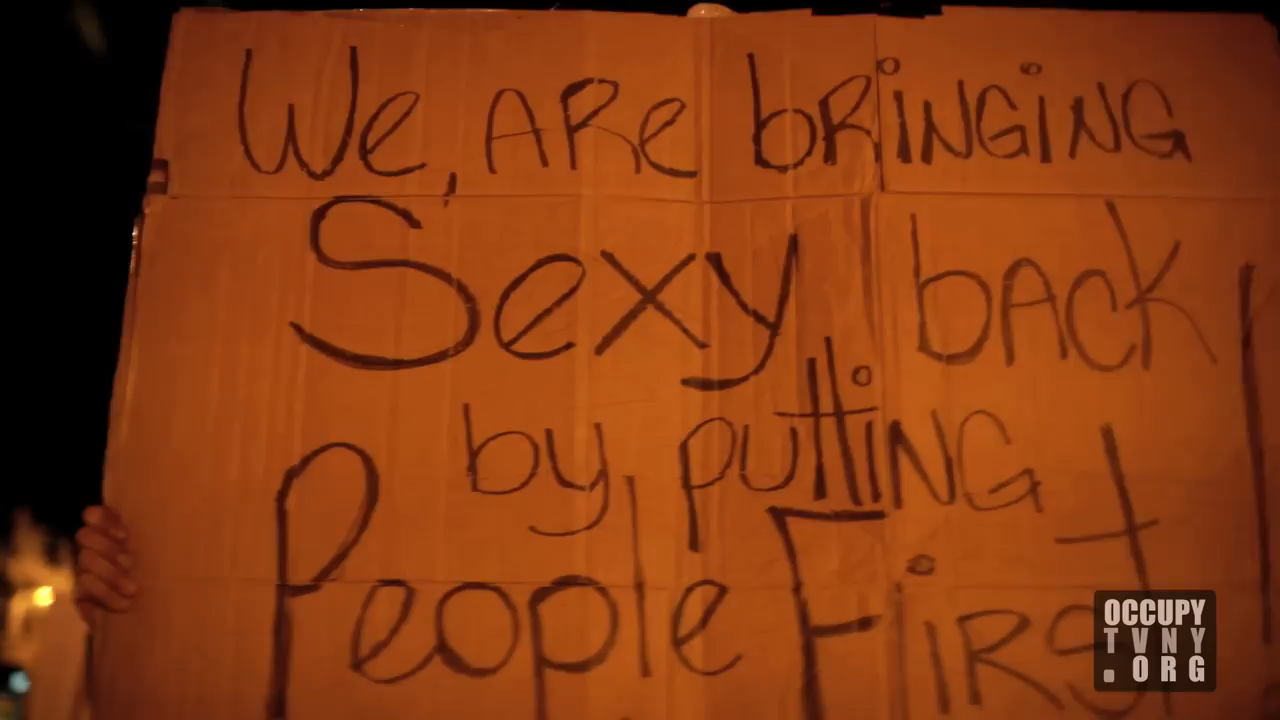 We, ARe bRiNGiNG
Sexy bACK
by puttiNG
People FiRSt!
OCCUPY
TVNY
.ORG